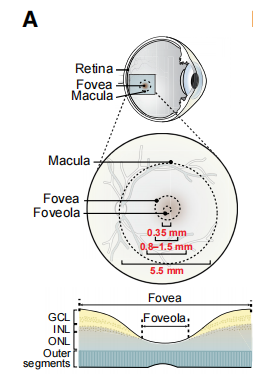 A
Retina
Fovea
Macula
Macula
Fovea
Foveola
0.35 mm
0.8–1.5 mm
5.5 mm
Fovea
Foveola
GCL
INL
ONL
Outer
segments